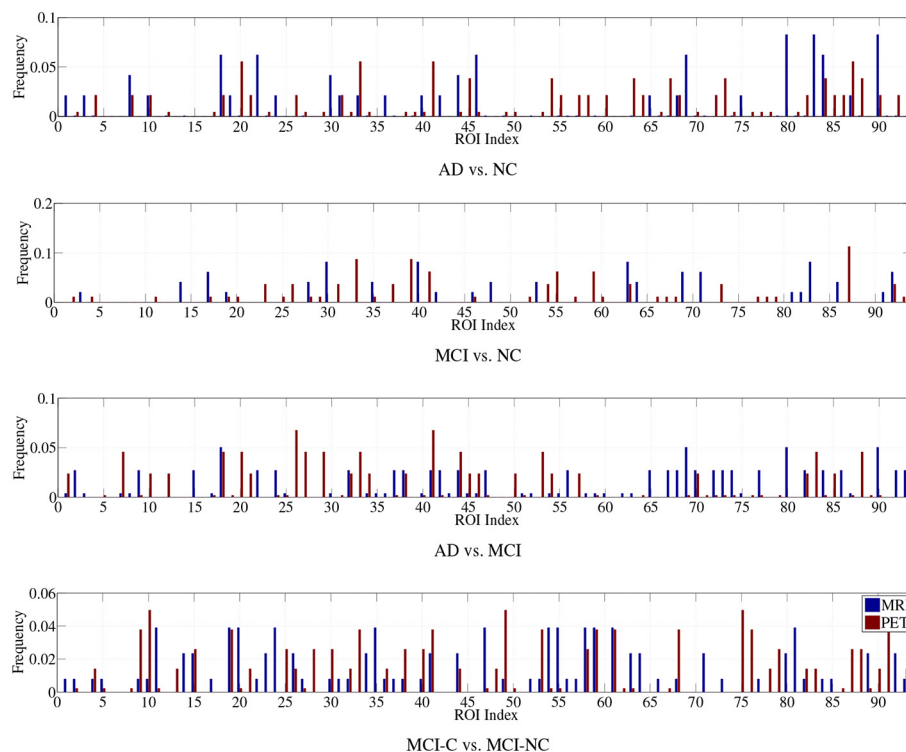 0.1
0.05
0
Frequency
0 5 10 15 20 25 30 35 40 45 50 55 60 65 70 75 80 85 90
ROI Index
AD vs. NC
0.2
0.1
0
Frequency
0 5 10 15 20 25 30 35 40 45 50 55 60 65 70 75 80 85 90
ROI Index
MCI vs. NC
0.1
0.05
0
Frequency
0 5 10 15 20 25 30 35 40 45 50 55 60 65 70 75 80 85 90
ROI Index
AD vs. MCI
0.06
0.04
0.02
0
Frequency
MR
PET
0 5 10 15 20 25 30 35 40 45 50 55 60 65 70 75 80 85 90
ROI Index
MCI-C vs. MCI-NC